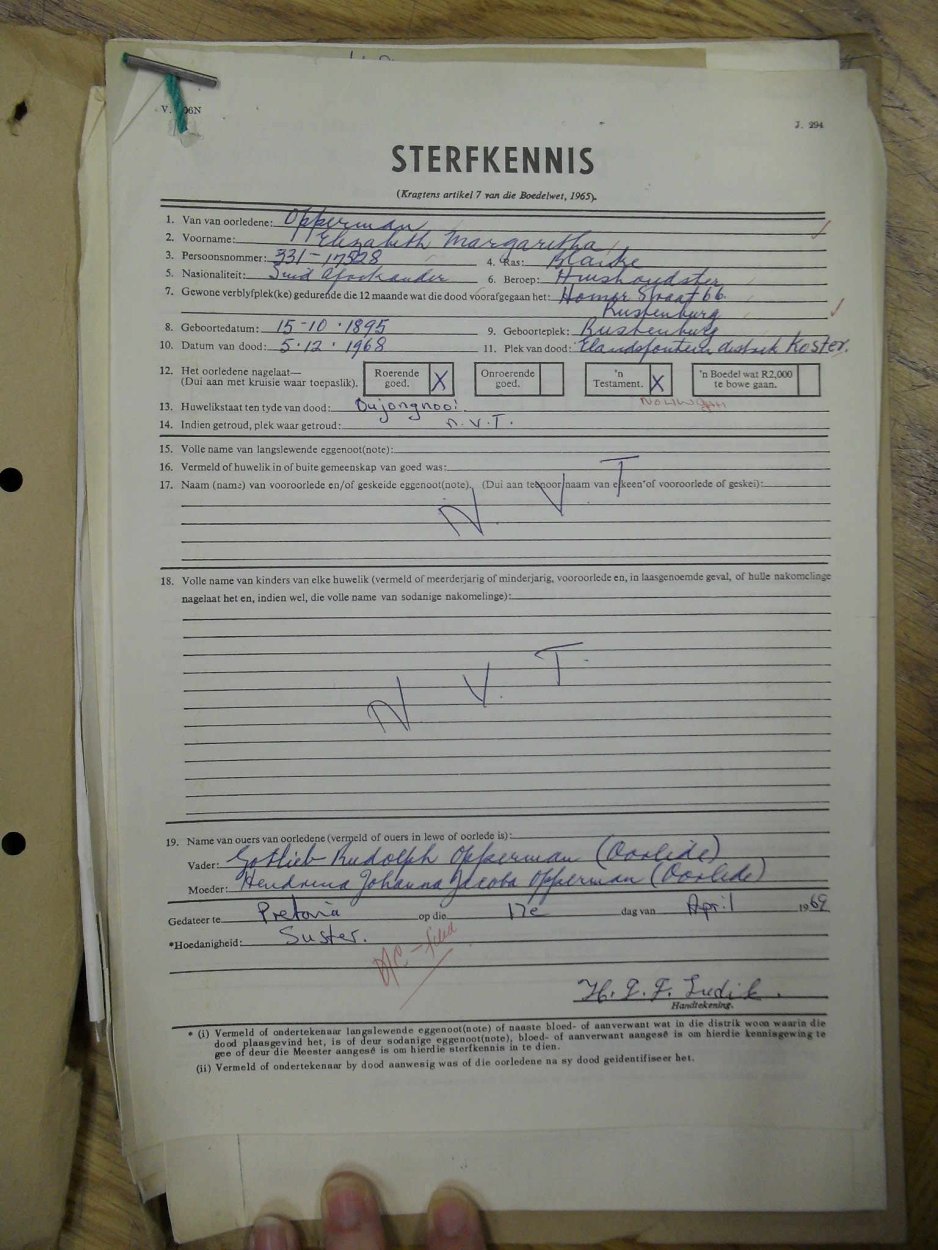 J. 294
STERFKENNIS
(Kragtens artikel 7 van die Boedelwet, 1965).
1. Van van oorledene: Opperman
2. Voorname: Elizabeth Margaretha
3. Persoonsnommer: 331-17528 4. Ras: Blanke
5. Nasionaliteit: Suid Afrikaander 6. Beroep: Huishoudster
7. Gewone verblyfplek(ke) gedurende die 12 maande wat die dood voorafgegaan het: Homer Straat 66
Rustenburg
8. Geboortedatum: 15-10-1895 9. Geboorteplek: Rustenburg
10. Datum van dood: 5.12.1968 11. Plek van dood: Elandsfontein distrik Koster.
12. Het oorledene nagelaat— Roerende X Onroerende 'n 'n Boedel wat R2,000
(Dui aan met kruisie waar toepaslik). goed. goed. Testament. X te bowe gaan.
13. Huwelikstaat ten tyde van dood: Oujongnooi
14. Indien getroud, plek waar getroud: n.v.T.
15. Volle name van langslewende eggenoot(note):
16. Vermeld of huwelik in of buite gemeenskap van goed was:
17. Naam (name) van vooroorlede en/of geskeide eggenoot(note). (Dui aan teenoor naam van elkeen of vooroorlede of geskei):
N V.T
18. Volle name van kinders van elke huwelik (vermeld of meerderjarig of minderjarig, vooroorlede en, in laasgenoemde geval, of hulle nakomelinge
nagelaat het en, indien wel, die volle name van sodanige nakomelinge):
N V. T.
19. Name van ouers van oorledene (vermeld of ouers in lewe of oorlede is):
Vader: Gotlieb Rudolph Opperman (Oorlede)
Moeder: Hendrina Johanna Jacoba Opperman (Oorlede)
Gedateer te Pretoria op die 17e dag van April 1969
*Hoedanigheid: Suster.
Handtekening.
* (i) Vermeld of ondertekenaar langslewende eggenoot(note) of naaste bloed- of aanverwant wat in die distrik woon waarin die
dood plaasgevind het, is of deur sodanige eggenoot(note), bloed- of aanverwant aangesê is om hierdie kennisgewing te
gee of deur die Meester aangesê is om hierdie sterfkennis in te dien.
(ii) Vermeld of ondertekenaar by dood aanwesig was of die oorledene na sy dood geidentifiseer het.